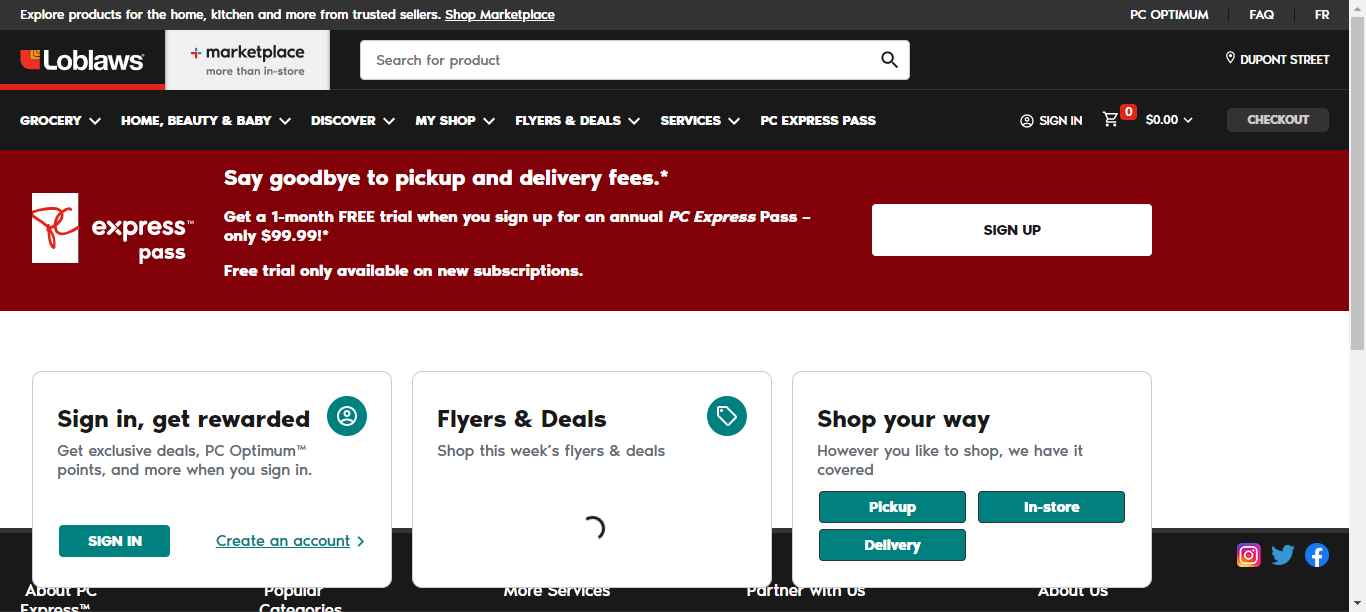 Explore products for the home, kitchen and more from trusted sellers. Shop Marketplace
PC OPTIMUM
FAQ
FR
Loblaws
marketplace
more than in-store
Search for product
DUPONT STREET
GROCERY
HOME, BEAUTY & BABY
DISCOVER
MY SHOP
FLYERS & DEALS
SERVICES
PC EXPRESS PASS
SIGN IN
0
$0.00
CHECKOUT
PC express™
pass
Say goodbye to pickup and delivery fees.*
Get a 1-month FREE trial when you sign up for an annual PC Express Pass –
only $99.99!*
Free trial only available on new subscriptions.
SIGN UP
Sign in, get rewarded
Get exclusive deals, PC Optimum™
points, and more when you sign in.
SIGN IN
Create an account
Flyers & Deals
Shop this week's flyers & deals
Shop your way
However you like to shop, we have it
covered
Pickup
In-store
Delivery
About PC
Express™
Popular
Categories
More Services
Partner with Us
About Us